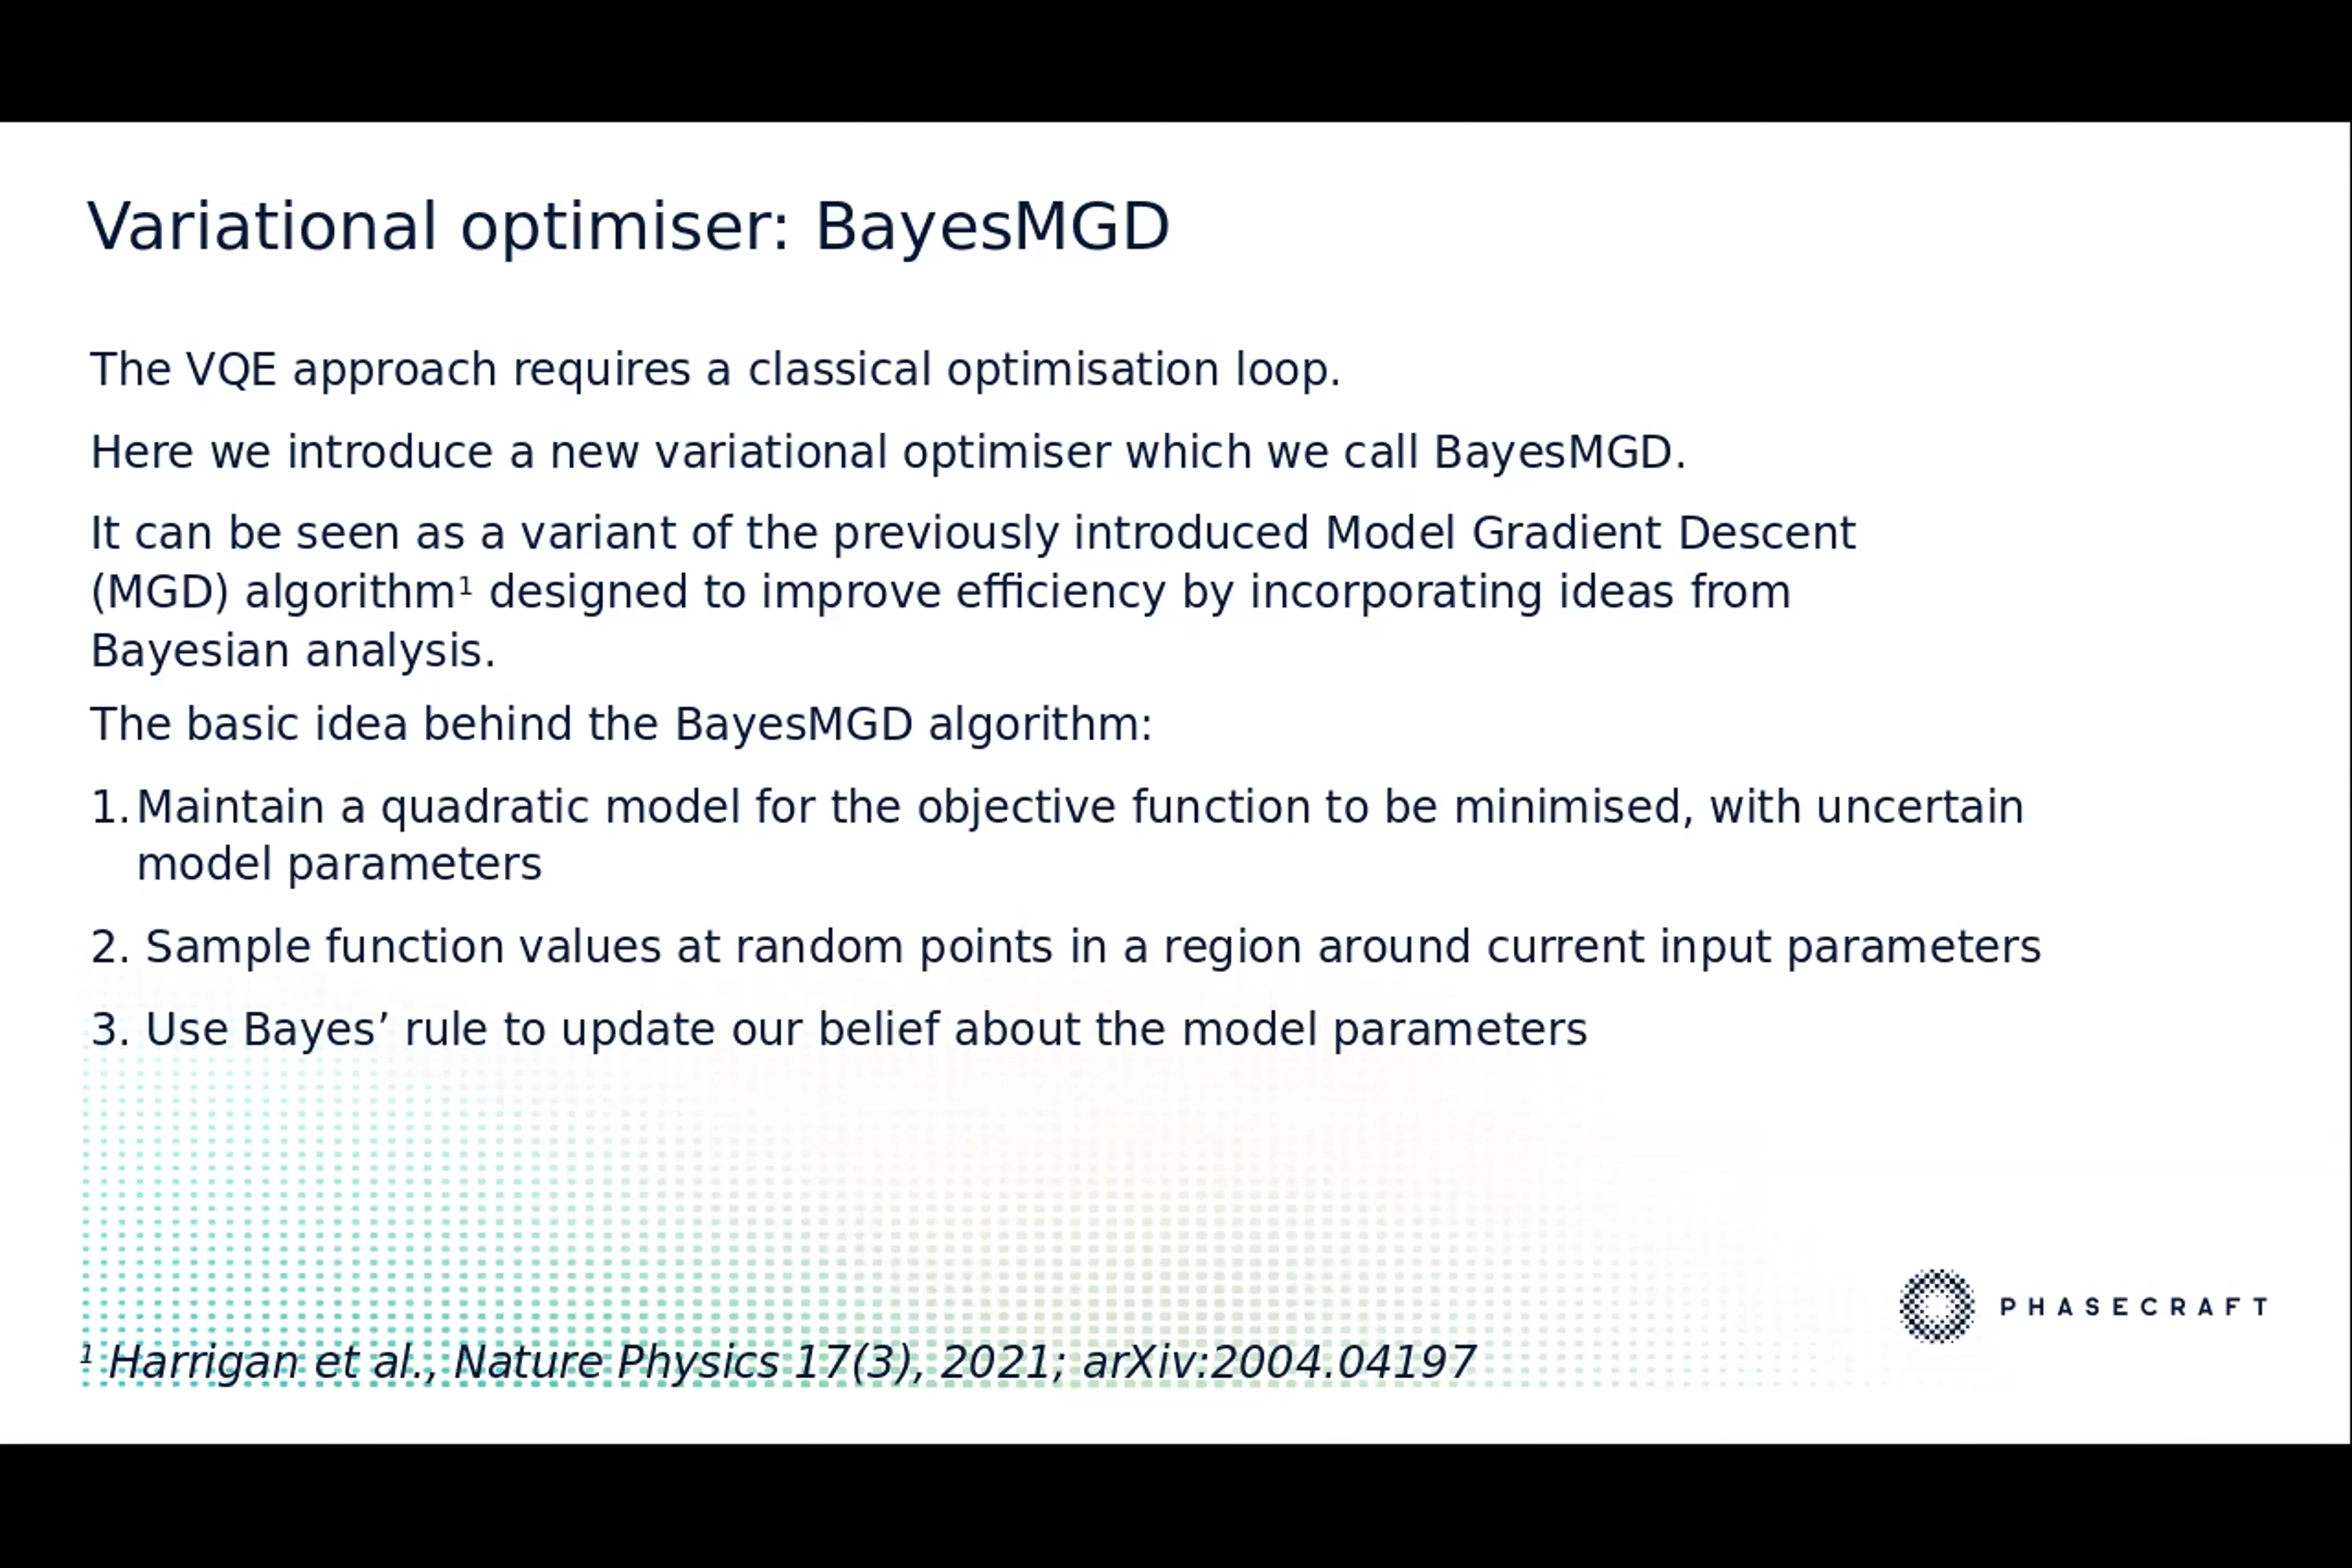 Variational optimiser: BayesMGD
The VQE approach requires a classical optimisation loop.
Here we introduce a new variational optimiser which we call BayesMGD.
It can be seen as a variant of the previously introduced Model Gradient Descent
(MGD) algorithm¹ designed to improve efficiency by incorporating ideas from
Bayesian analysis.
The basic idea behind the BayesMGD algorithm:
1. Maintain a quadratic model for the objective function to be minimised, with uncertain
model parameters
2. Sample function values at random points in a region around current input parameters
3. Use Bayes’ rule to update our belief about the model parameters
PHASECRAFT
¹ Harrigan et al., Nature Physics 17(3), 2021; arXiv:2004.04197